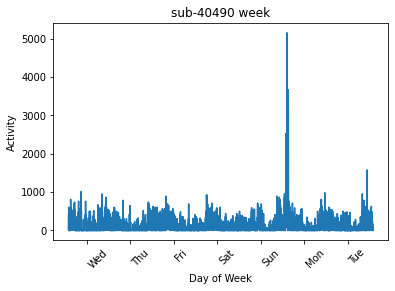 sub-40490 week
5000
4000
3000
2000
1000
0
Activity
Wed
Thu
Fri
Sat
Sun
Mon
Tue
Day of Week